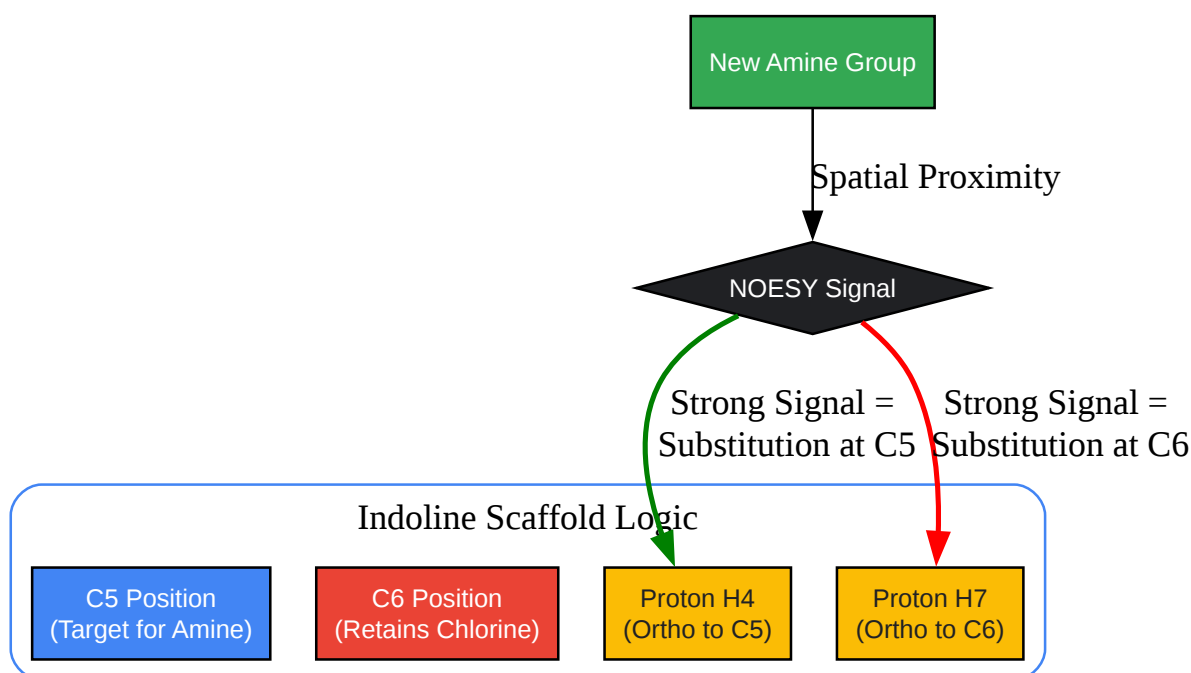 New Amine Group
Spatial Proximity
NOESY Signal
Strong Signal =
Substitution at C5
Strong Signal =
Substitution at C6
Indoline Scaffold Logic
C5 Position
(Target for Amine)
C6 Position
(Retains Chlorine)
Proton H4
(Ortho to C5)
Proton H7
(Ortho to C6)